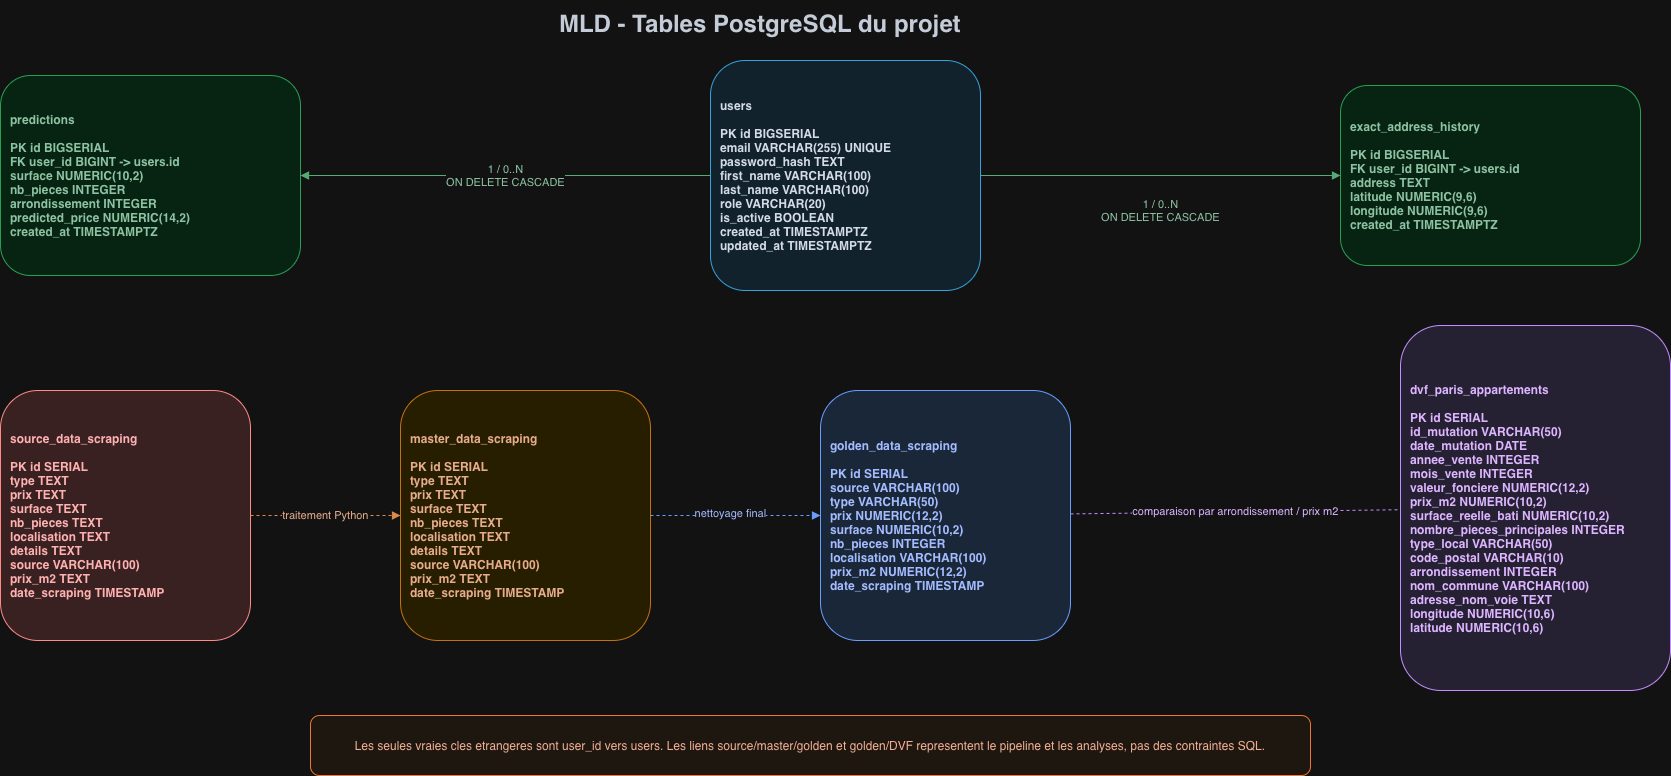 MLD - Tables PostgreSQL du projet
predictions
PK id BIGSERIAL
FK user_id BIGINT -> users.id
surface NUMERIC(10,2)
nb_pieces INTEGER
arrondissement INTEGER
predicted_price NUMERIC(14,2)
created_at TIMESTAMPTZ
1 / 0..N
ON DELETE CASCADE
users
PK id BIGSERIAL
email VARCHAR(255) UNIQUE
password_hash TEXT
first_name VARCHAR(100)
last_name VARCHAR(100)
role VARCHAR(20)
is_active BOOLEAN
created_at TIMESTAMPTZ
updated_at TIMESTAMPTZ
1 / 0..N
ON DELETE CASCADE
exact_address_history
PK id BIGSERIAL
FK user_id BIGINT -> users.id
address TEXT
latitude NUMERIC(9,6)
longitude NUMERIC(9,6)
created_at TIMESTAMPTZ
source_data_scraping
PK id SERIAL
type TEXT
prix TEXT
surface TEXT
nb_pieces TEXT
localisation TEXT
details TEXT
source VARCHAR(100)
prix_m2 TEXT
date_scraping TIMESTAMP
traitement Python
master_data_scraping
PK id SERIAL
type TEXT
prix TEXT
surface TEXT
nb_pieces TEXT
localisation TEXT
details TEXT
source VARCHAR(100)
prix_m2 TEXT
date_scraping TIMESTAMP
nettoyage final
golden_data_scraping
PK id SERIAL
source VARCHAR(100)
type VARCHAR(50)
prix NUMERIC(12,2)
surface NUMERIC(10,2)
nb_pieces INTEGER
localisation VARCHAR(100)
prix_m2 NUMERIC(12,2)
date_scraping TIMESTAMP
comparaison par arrondissement / prix m2
dvf_paris_appartements
PK id SERIAL
id_mutation VARCHAR(50)
date_mutation DATE
annee_vente INTEGER
mois_vente INTEGER
valeur_fonciere NUMERIC(12,2)
prix_m2 NUMERIC(10,2)
surface_reelle_bati NUMERIC(10,2)
nombre_pieces_principales INTEGER
type_local VARCHAR(50)
code_postal VARCHAR(10)
arrondissement INTEGER
nom_commune VARCHAR(100)
adresse_nom_voie TEXT
longitude NUMERIC(10,6)
latitude NUMERIC(10,6)
Les seules vraies cles etrangeres sont user_id vers users. Les liens source/master/golden et golden/DVF representent le pipeline et les analyses, pas des contraintes SQL.